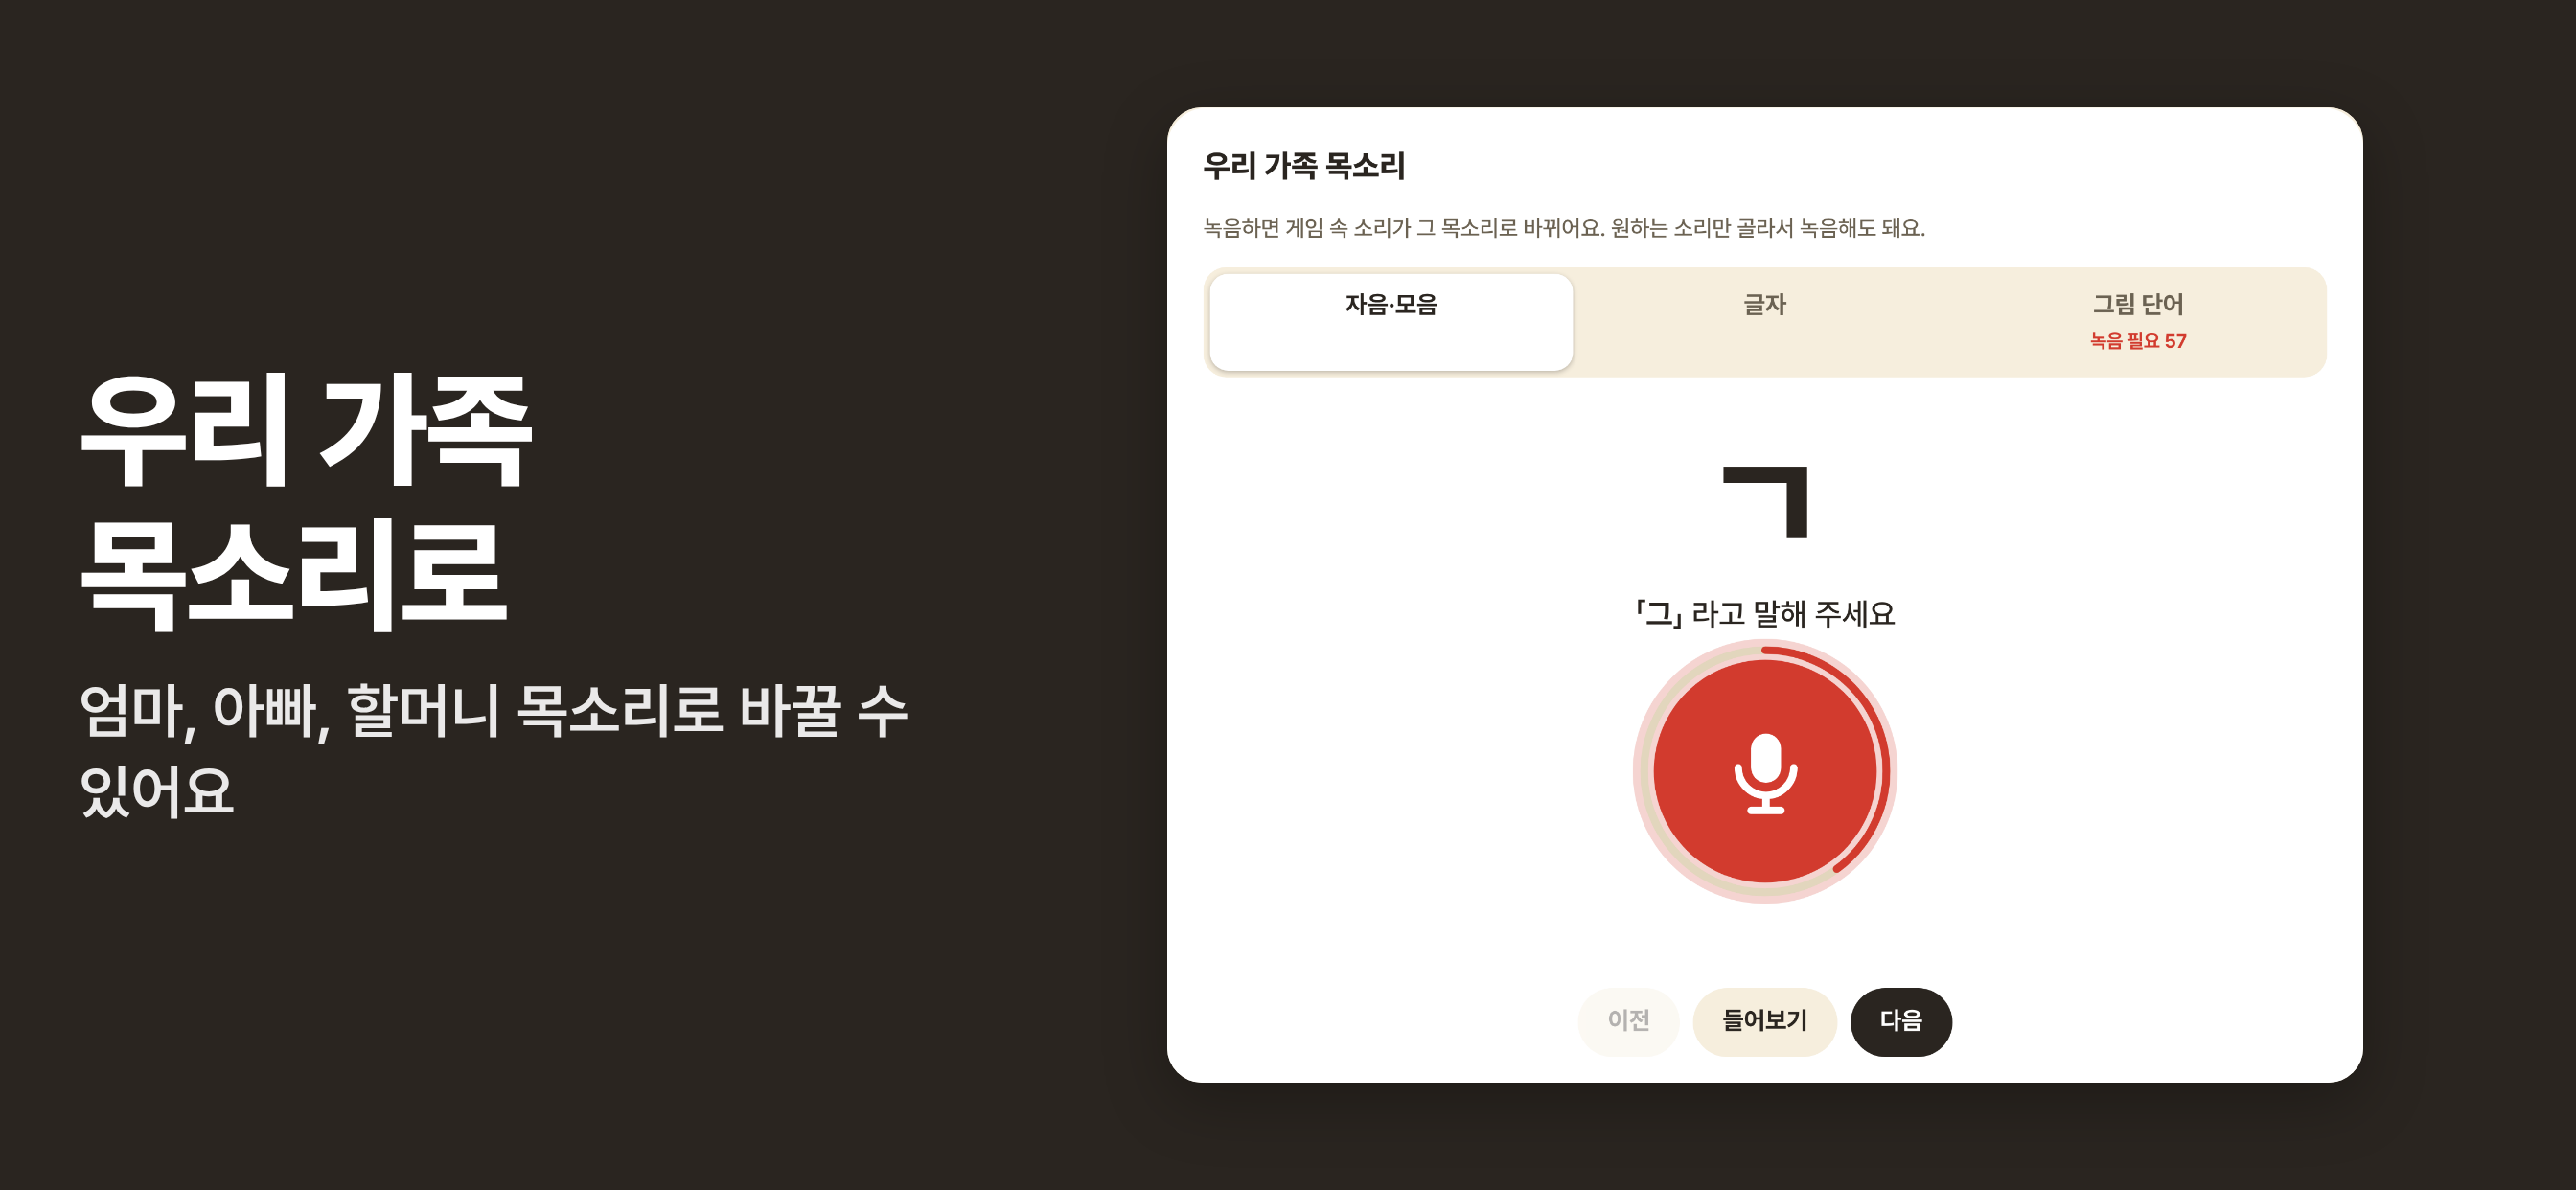 우리 가족
목소리로
엄마, 아빠, 할머니 목소리로 바꿀 수
있어요
우리 가족 목소리
녹음하면 게임 속 소리가 그 목소리로 바뀌어요. 원하는 소리만 골라서 녹음해도 돼요.
자음·모음
글자
그림 단어
녹음 필요 57
ㄱ
「그」 라고 말해 주세요
이전
들어보기
다음